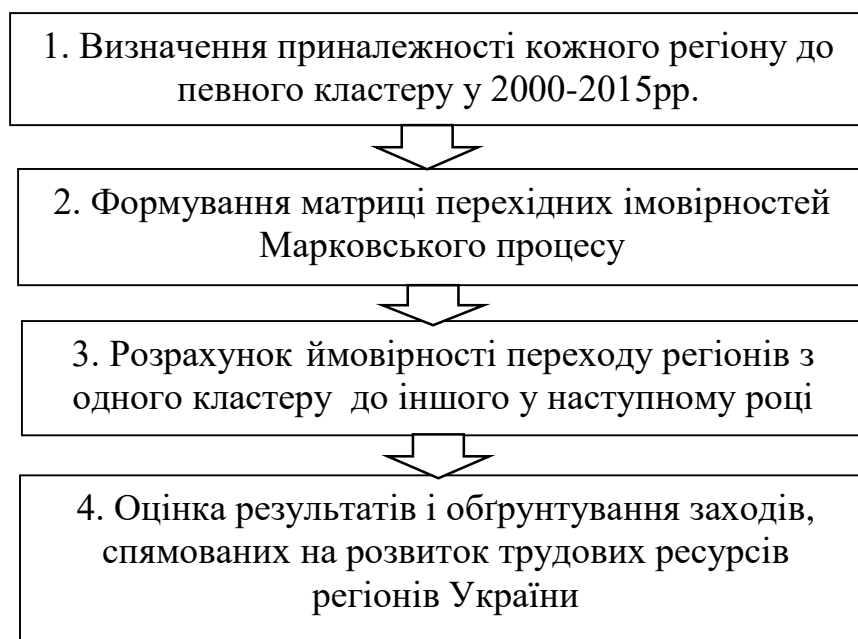 1. Визначення приналежності кожного регіону до
певного кластеру у 2000-2015рр.
2. Формування матриці перехідних імовірностей
Марковського процесу
3. Розрахунок ймовірності переходу регіонів з
одного кластеру до іншого у наступному році
4. Оцінка результатів і обґрунтування заходів,
спямованих на розвиток трудових ресурсів
регіонів України